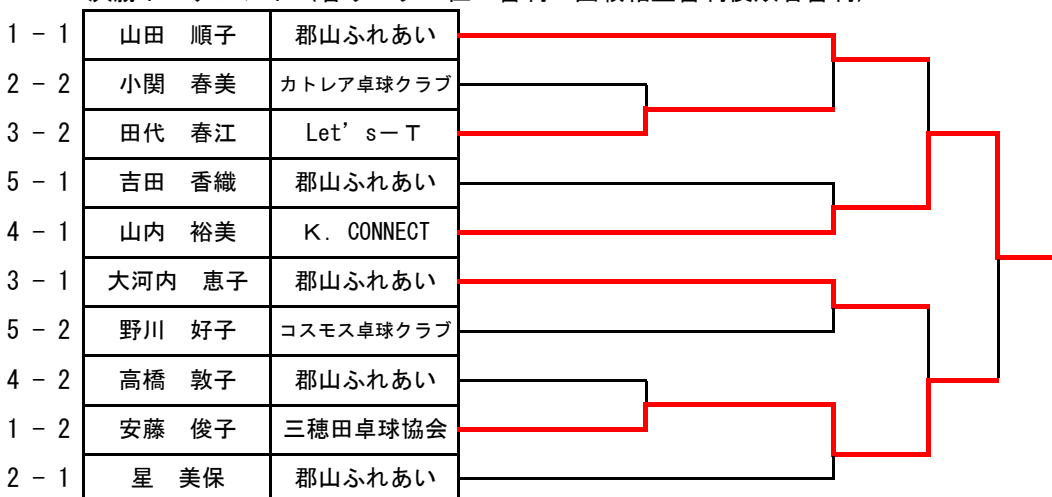 1 − 1 山田 順子 郡山ふれあい
2 − 2 小関 春美 カトレア卓球クラブ
3 − 2 田代 春江 Let’s－T
5 − 1 吉田 香織 郡山ふれあい
4 − 1 山内 裕美 K．CONNECT
3 − 1 大河内 恵子 郡山ふれあい
5 − 2 野川 好子 コスモス卓球クラブ
4 − 2 高橋 敦子 郡山ふれあい
1 − 2 安藤 俊子 三穂田卓球協会
2 − 1 星 美保 郡山ふれあい